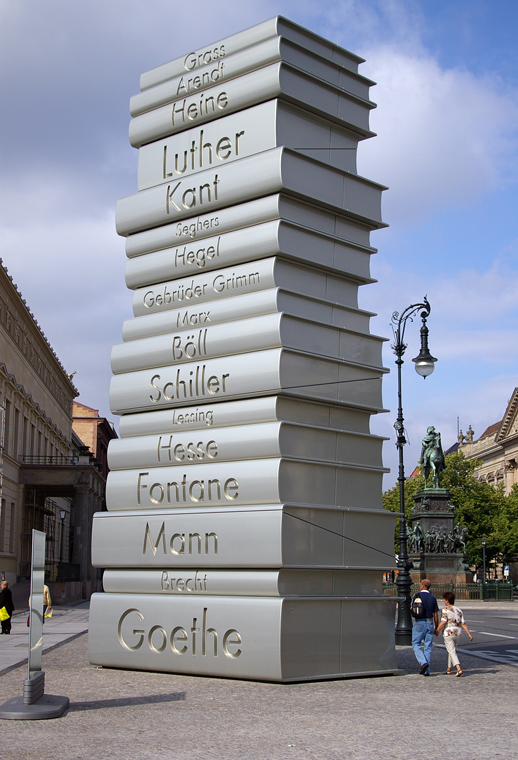 Grass
Arendt
Heine
Luther
Kant
Seghers
Hegel
Gebrüder Grimm
Marx
Böll
Schiller
Lessing
Hesse
Fontane
Mann
Brecht
Goethe